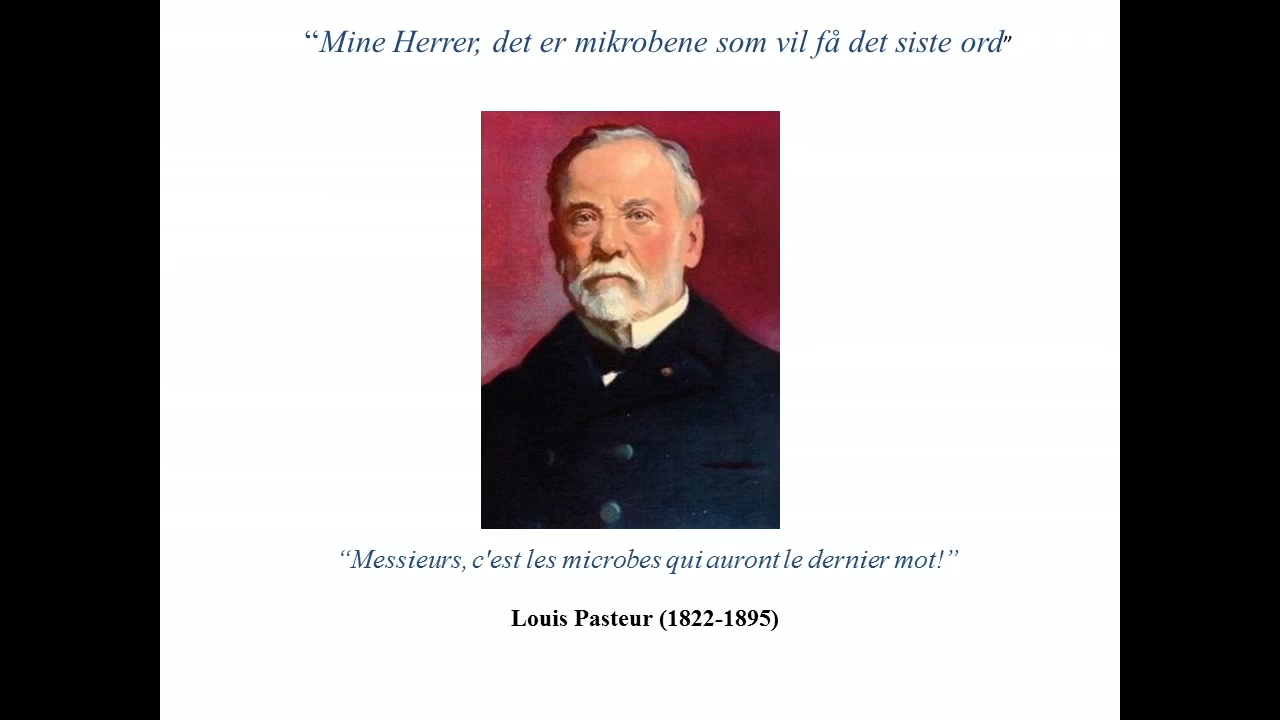 “Mine Herrer, det er mikrobene som vil få det siste ord”
“Messieurs, c'est les microbes qui auront le dernier mot!”
Louis Pasteur (1822-1895)